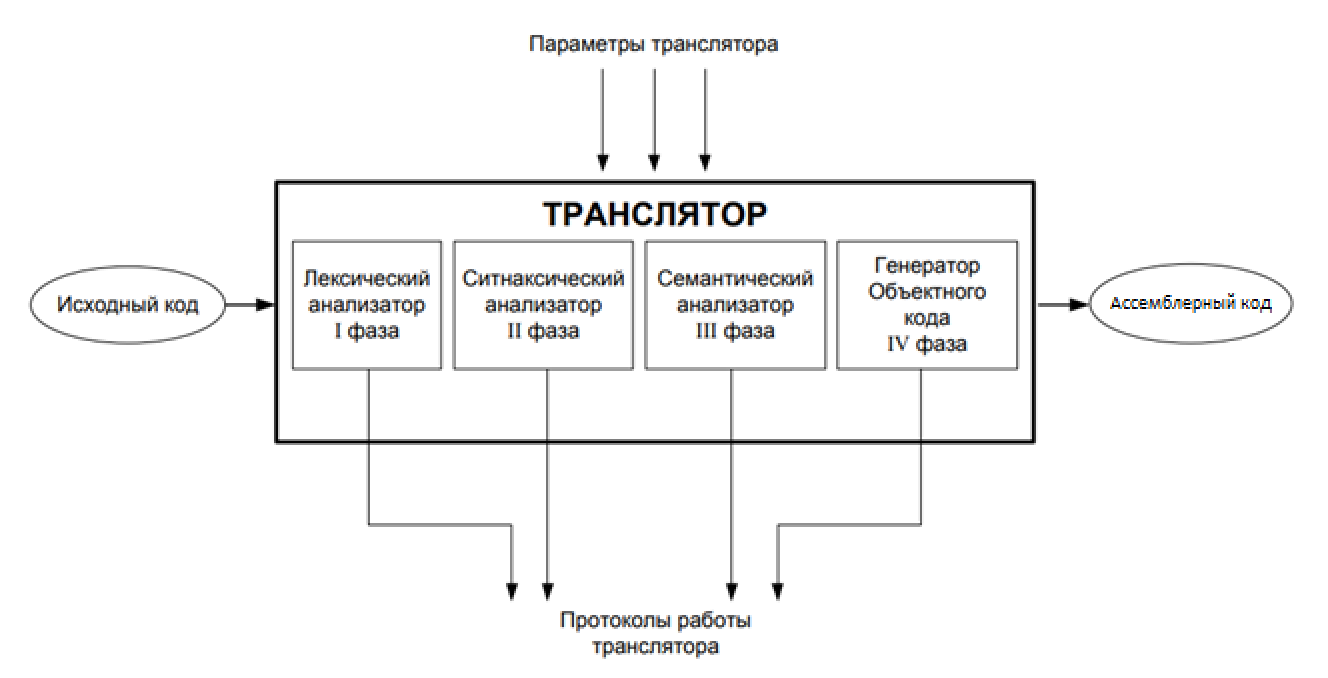 Параметры транслятора
ТРАНСЛЯТОР
Исходный код
Лексический
анализатор
I фаза
Ситнаксический
анализатор
II фаза
Семантический
анализатор
III фаза
Генератор
Объектного
кода
IV фаза
Ассемблерный код
Протоколы работы
транслятора